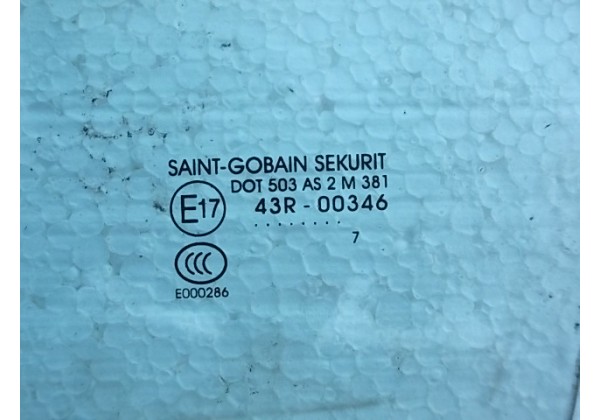 SAINT-GOBAIN SEKURIT
DOT 503 AS 2 M 381
E17 43R - 00346
. . . . . . . .
7
CCC
E000286